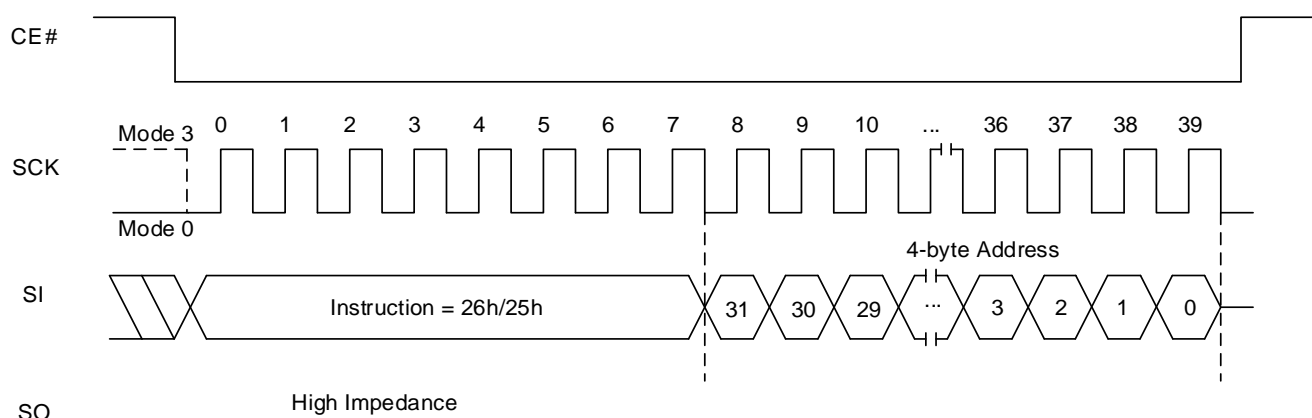 CE#
0 1 2 3 4 5 6 7 8 9 10 ... 36 37 38 39
Mode 3
SCK
Mode 0
4-byte Address
SI
Instruction = 26h/25h 31 30 29 ... 3 2 1 0
High Impedance
SO